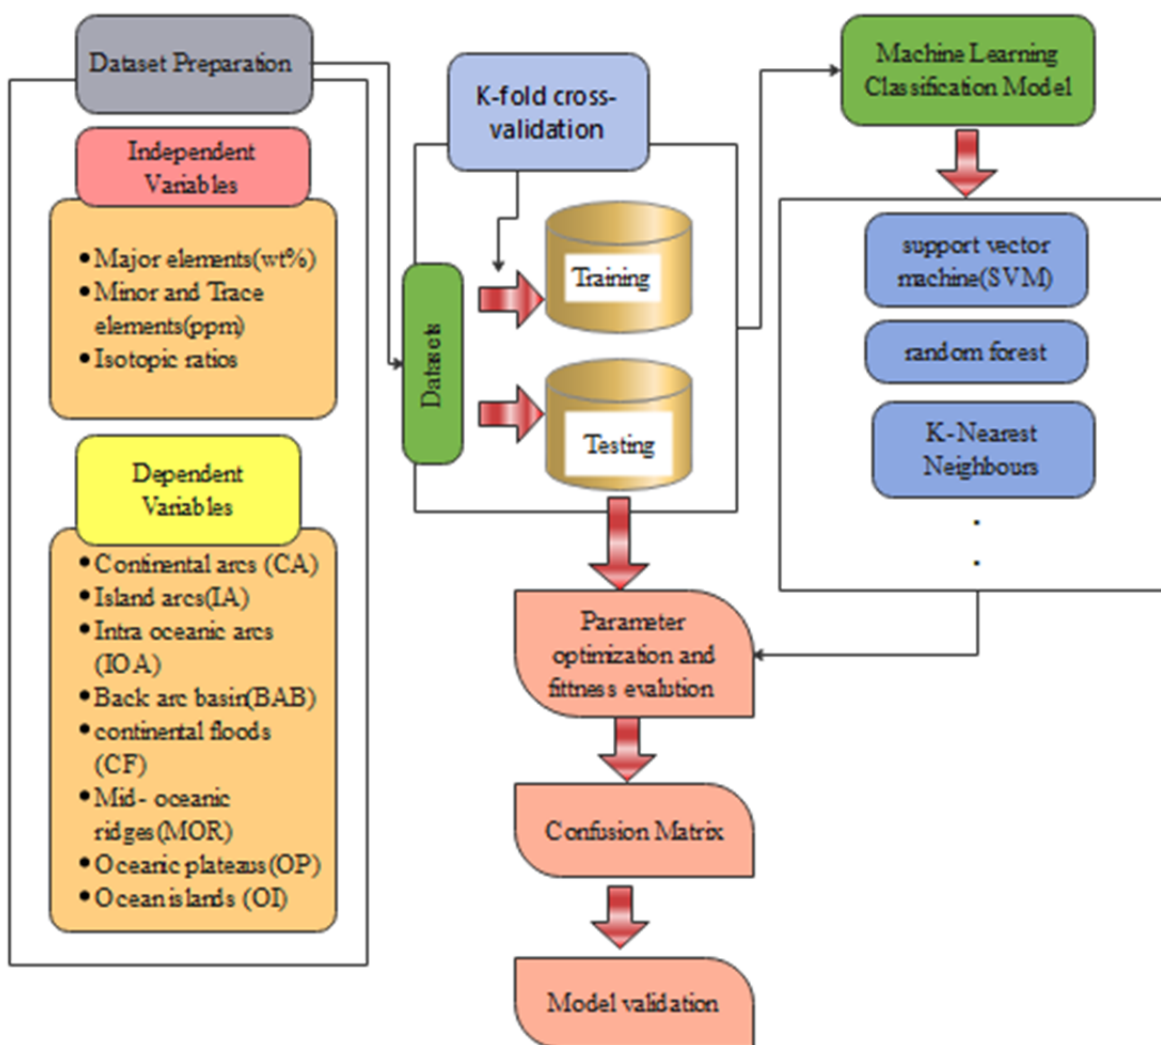 Dataset Preparation
Independent
Variables
• Major elements(wt%)
• Minor and Trace
elements(ppm)
• Isotopic ratios
Dependent
Variables
• Continental arcs (CA)
• Island arcs(IA)
• Intra oceanic arcs
(IOA)
• Back arc basin(BAB)
• continental floods
(CF)
• Mid- oceanic
ridges(MOR)
• Oceanic plateaus(OP)
• Ocean islands (OI)
K-fold cross-
validation
Datasets
Training
Testing
Machine Learning
Classification Model
support vector
machine(SVM)
random forest
K-Nearest
Neighbours
.
.
Parameter
optimization and
fittness evalution
Confusion Matrix
Model validation